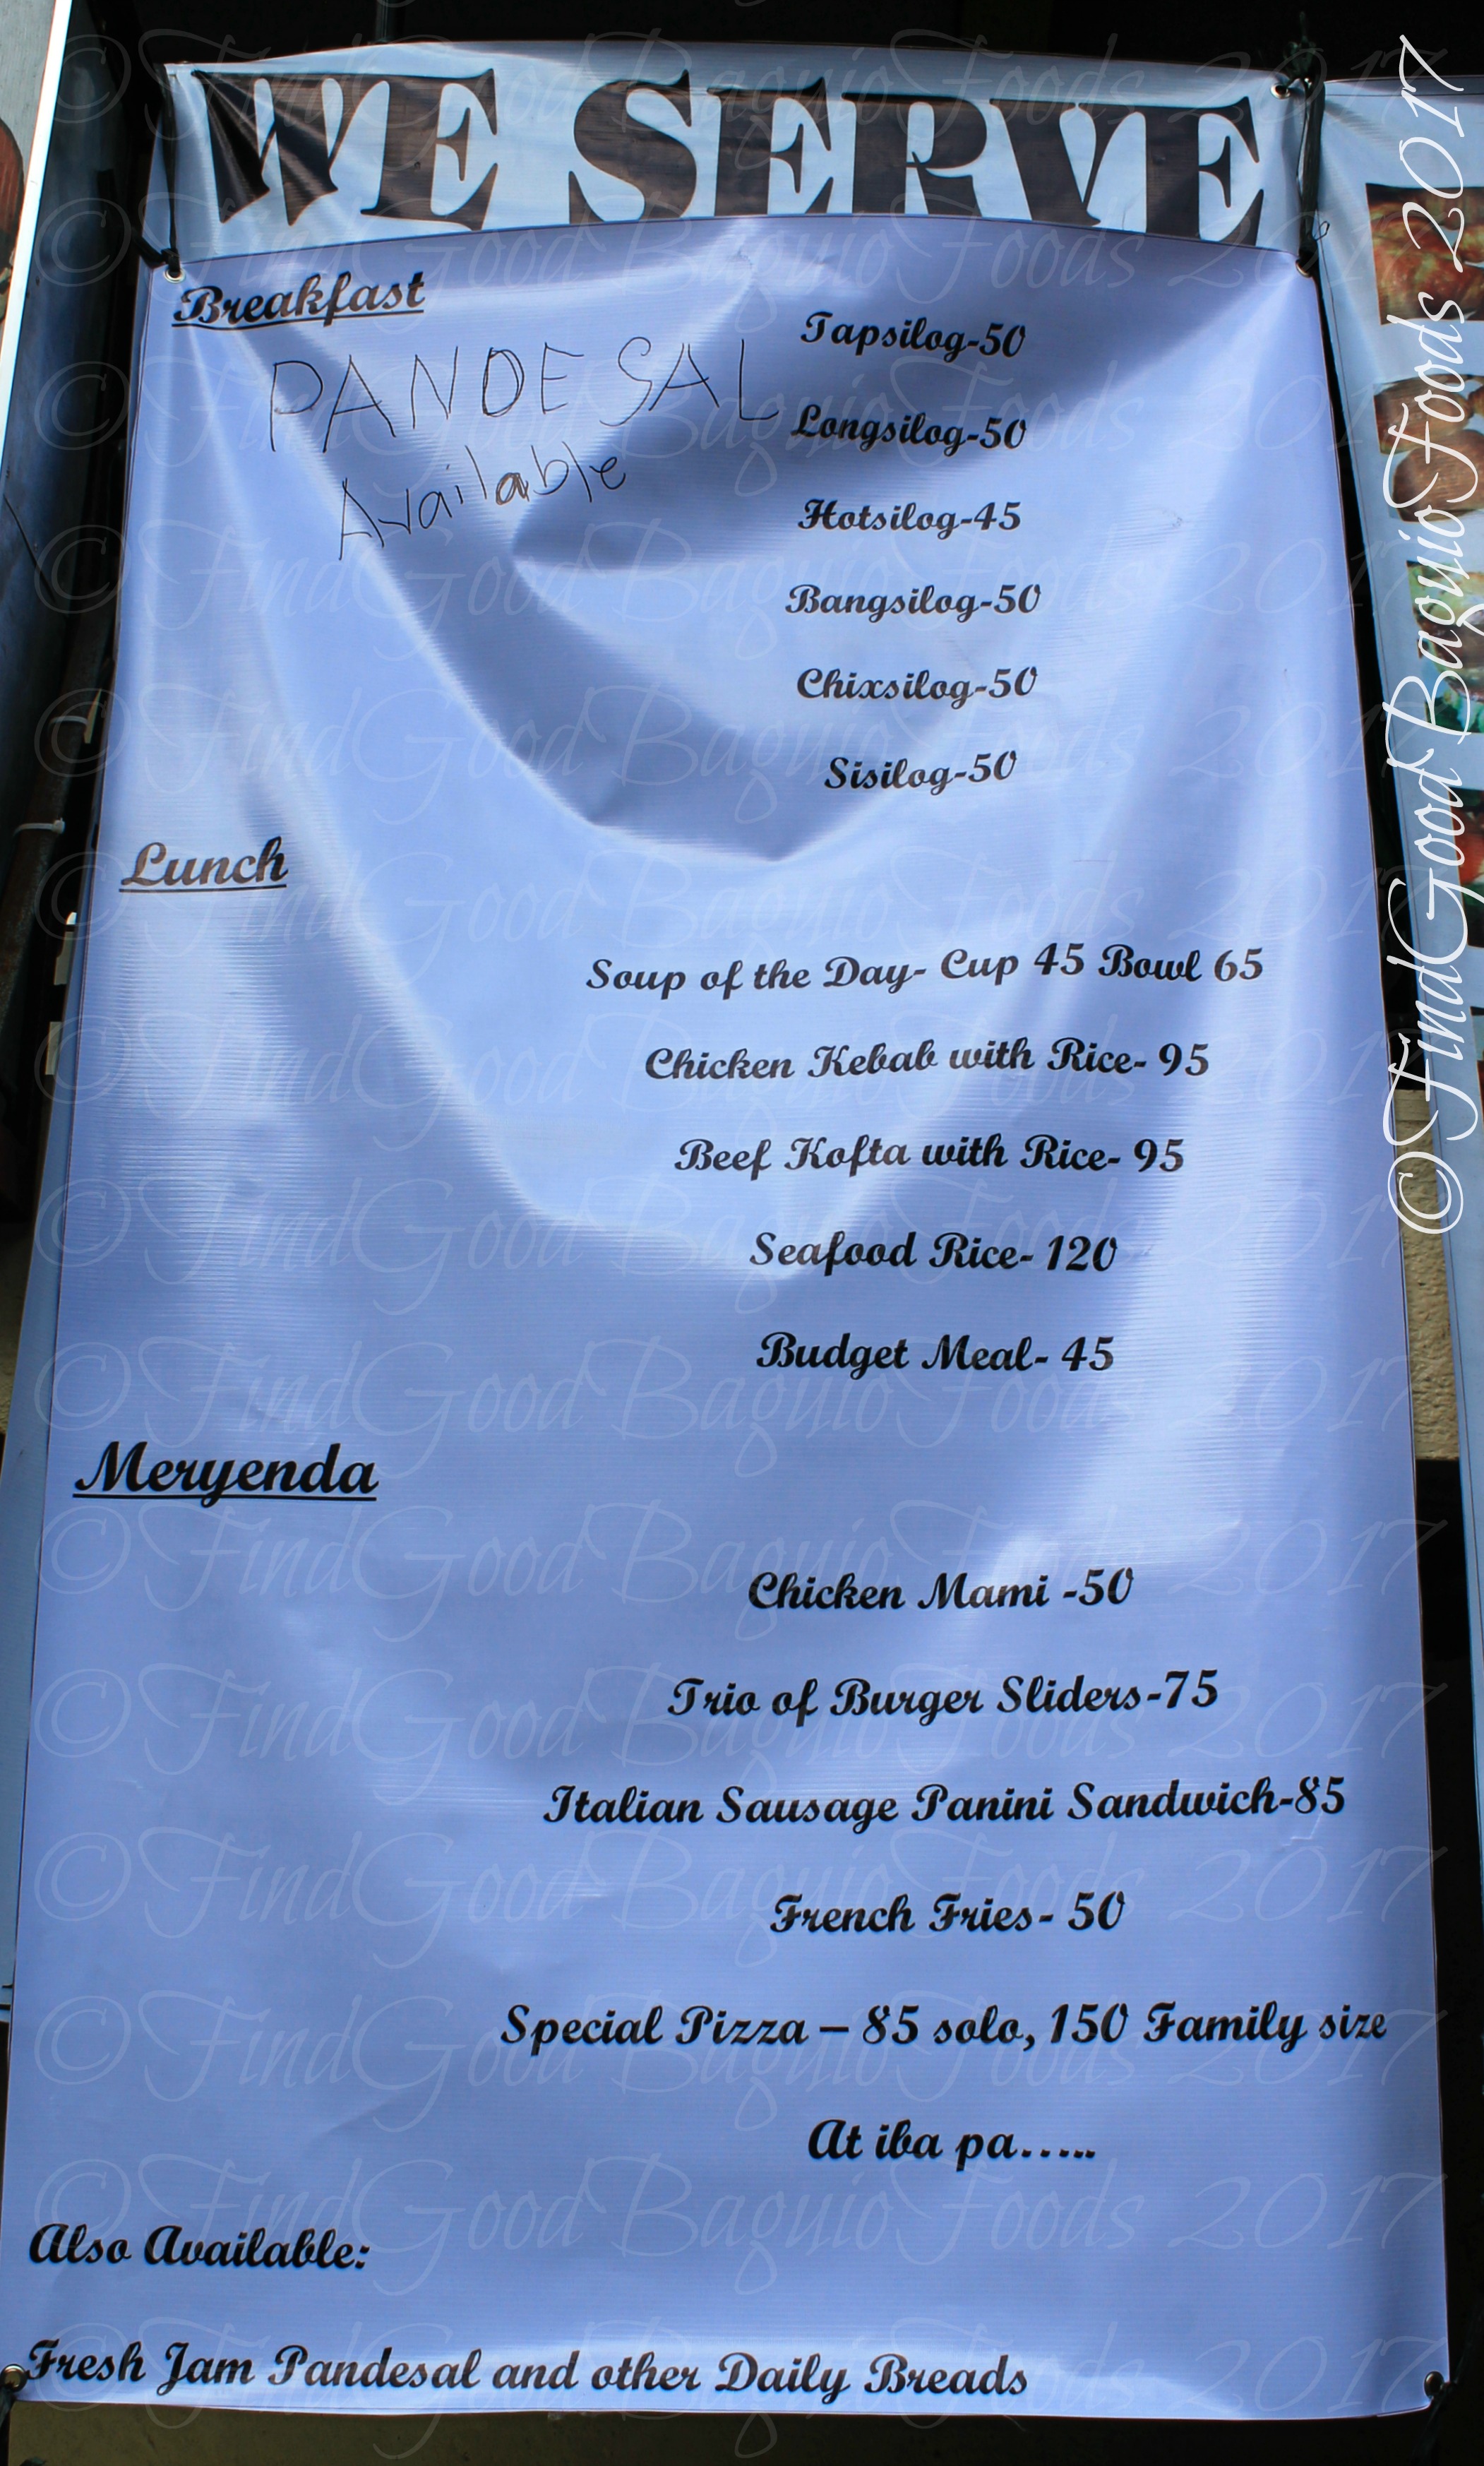 WE SERVE
Breakfast
PANDESAL
Available
Tapsilog-50
Longsilog-50
Hotsilog-45
Bangsilog-50
Chixsilog-50
Sisilog-50
Lunch
Soup of the Day- Cup 45 Bowl 65
Chicken Kebab with Rice- 95
Beef Kofta with Rice- 95
Seafood Rice- 120
Budget Meal- 45
Meryenda
Chicken Mami -50
Trio of Burger Sliders-75
Italian Sausage Panini Sandwich-85
French Fries- 50
Special Pizza – 85 solo, 150 Family size
At iba pa.....
Also Available:
Fresh Jam Pandesal and other Daily Breads
©FindGoodBaguioFoods 2017